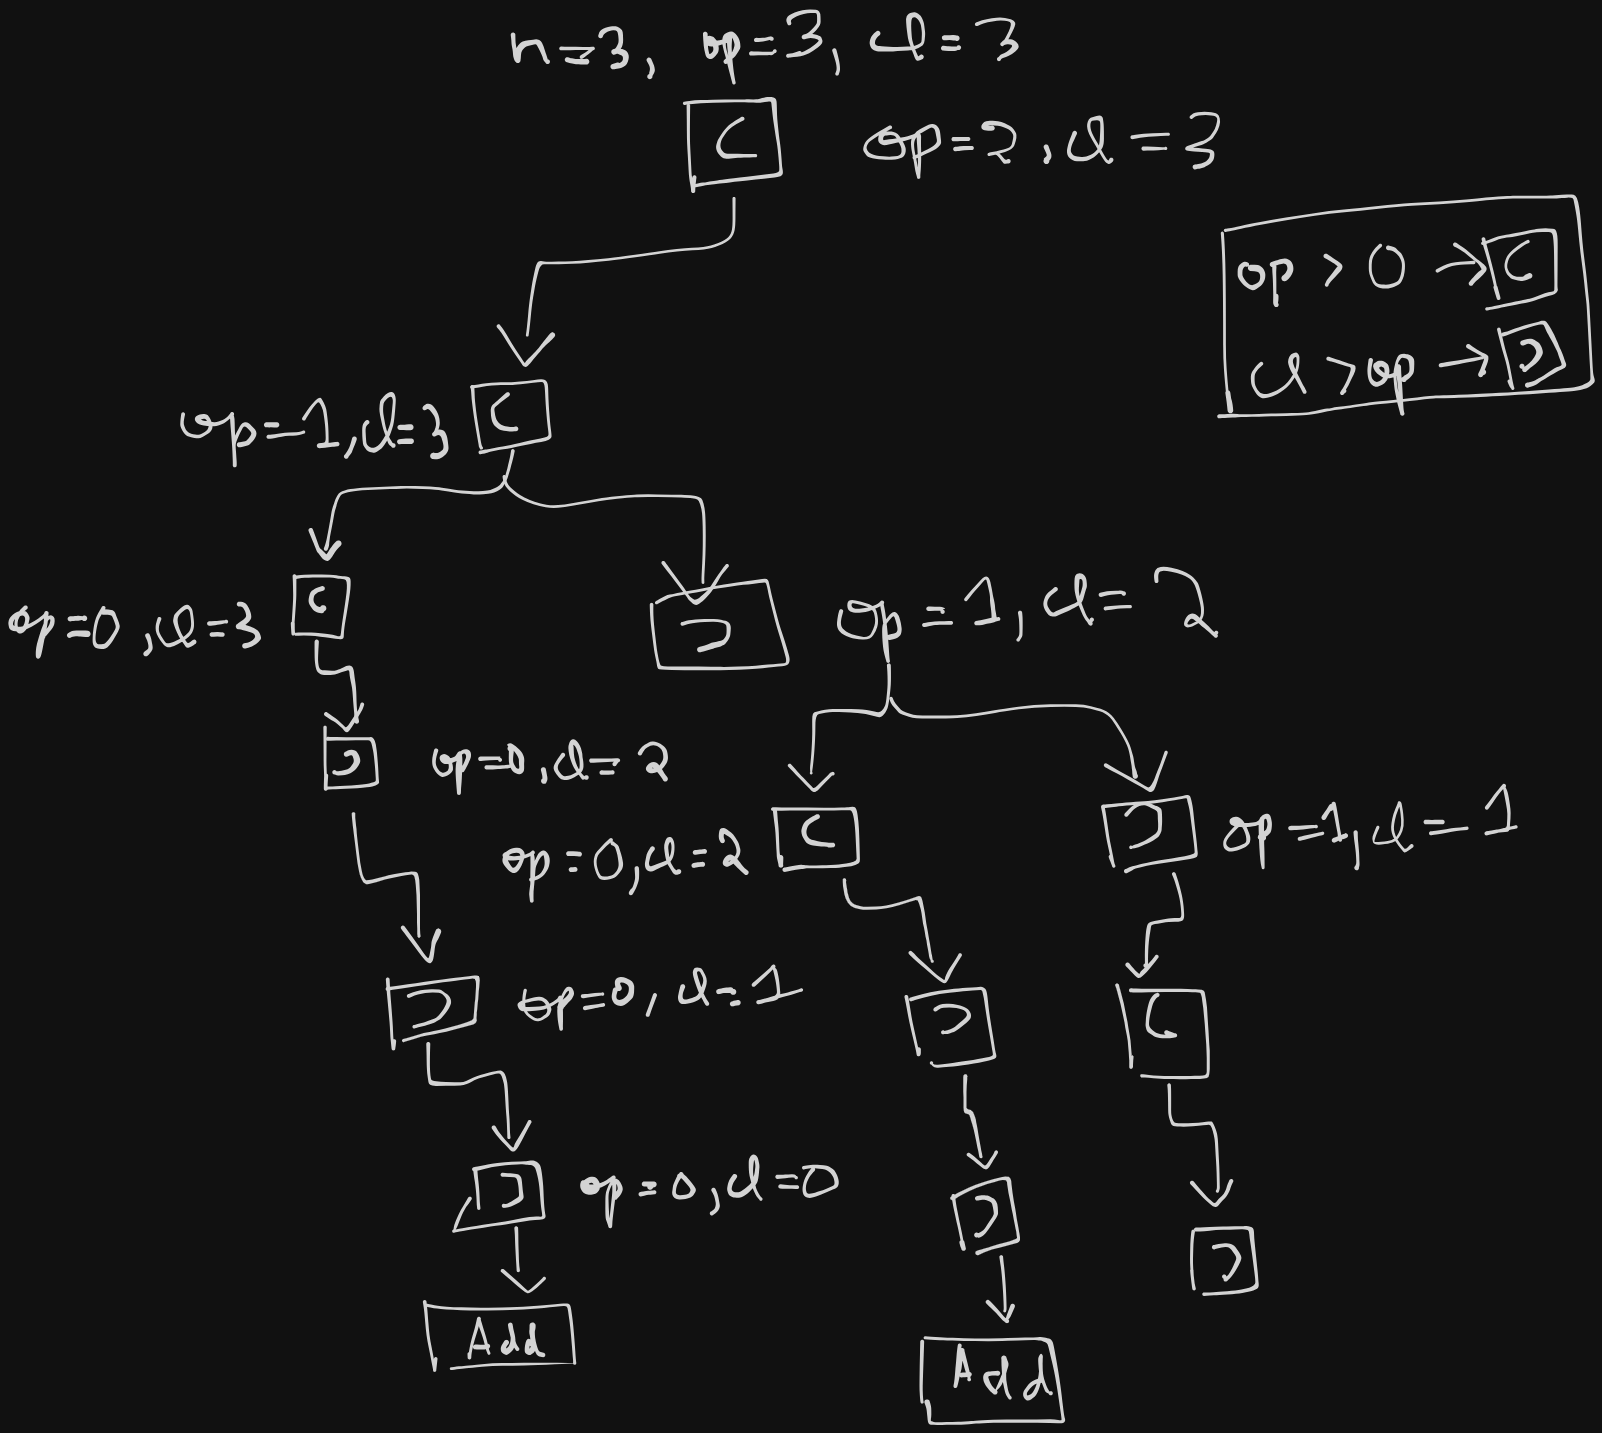 n=3, op=3, cl=3
C op=2, cl=3
op > 0 → C
cl > op → Ɔ
op=1, cl=3 C
op=0, cl=3 C
Ɔ op=1, cl=2
Ɔ op=0, cl=2
op=0, cl=2 C
Ɔ op=1, cl=1
Ɔ op=0, cl=1
Ɔ
C
Ɔ op=0, cl=0
Ɔ
Ɔ
Add
Add